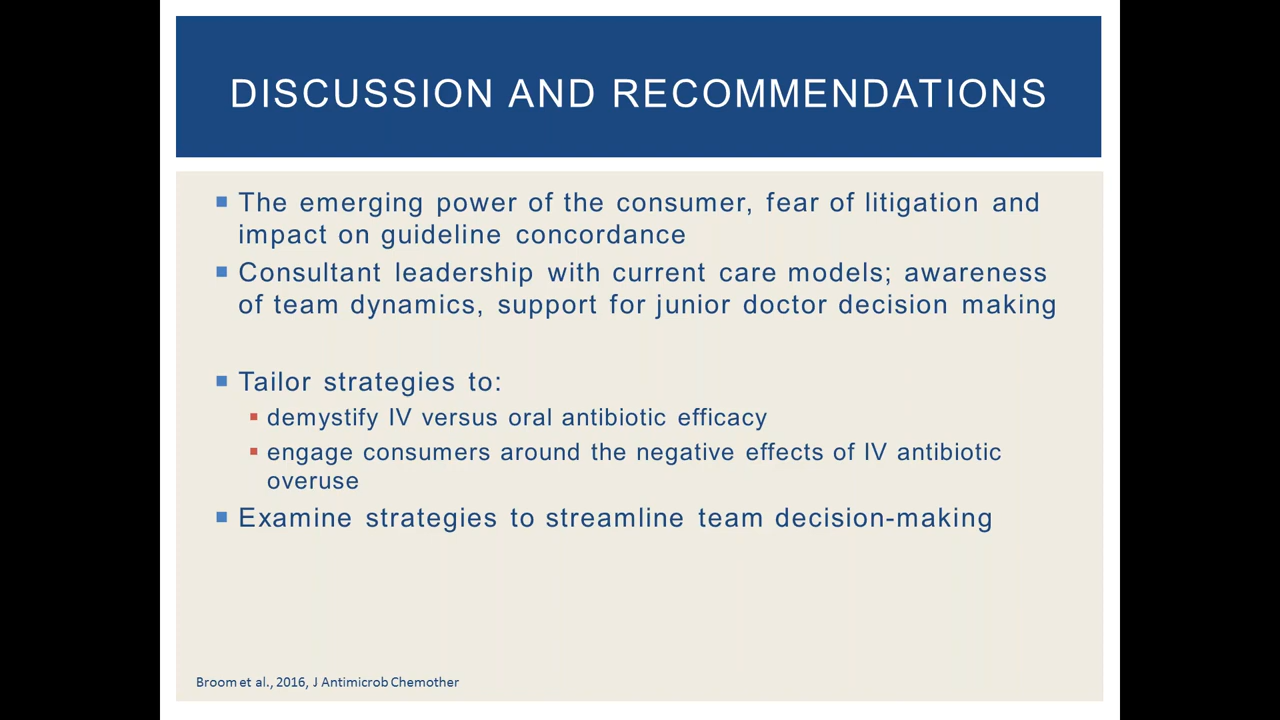 DISCUSSION AND RECOMMENDATIONS
The emerging power of the consumer, fear of litigation and
impact on guideline concordance
Consultant leadership with current care models; awareness
of team dynamics, support for junior doctor decision making
Tailor strategies to:
demystify IV versus oral antibiotic efficacy
engage consumers around the negative effects of IV antibiotic
overuse
Examine strategies to streamline team decision-making
Broom et al., 2016, J Antimicrob Chemother